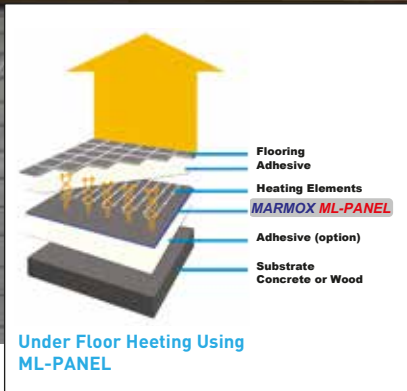 Flooring
Adhesive
Heating Elements
MARMOX ML-PANEL
Adhesive (option)
Substrate
Concrete or Wood
Under Floor Heeting Using
ML-PANEL